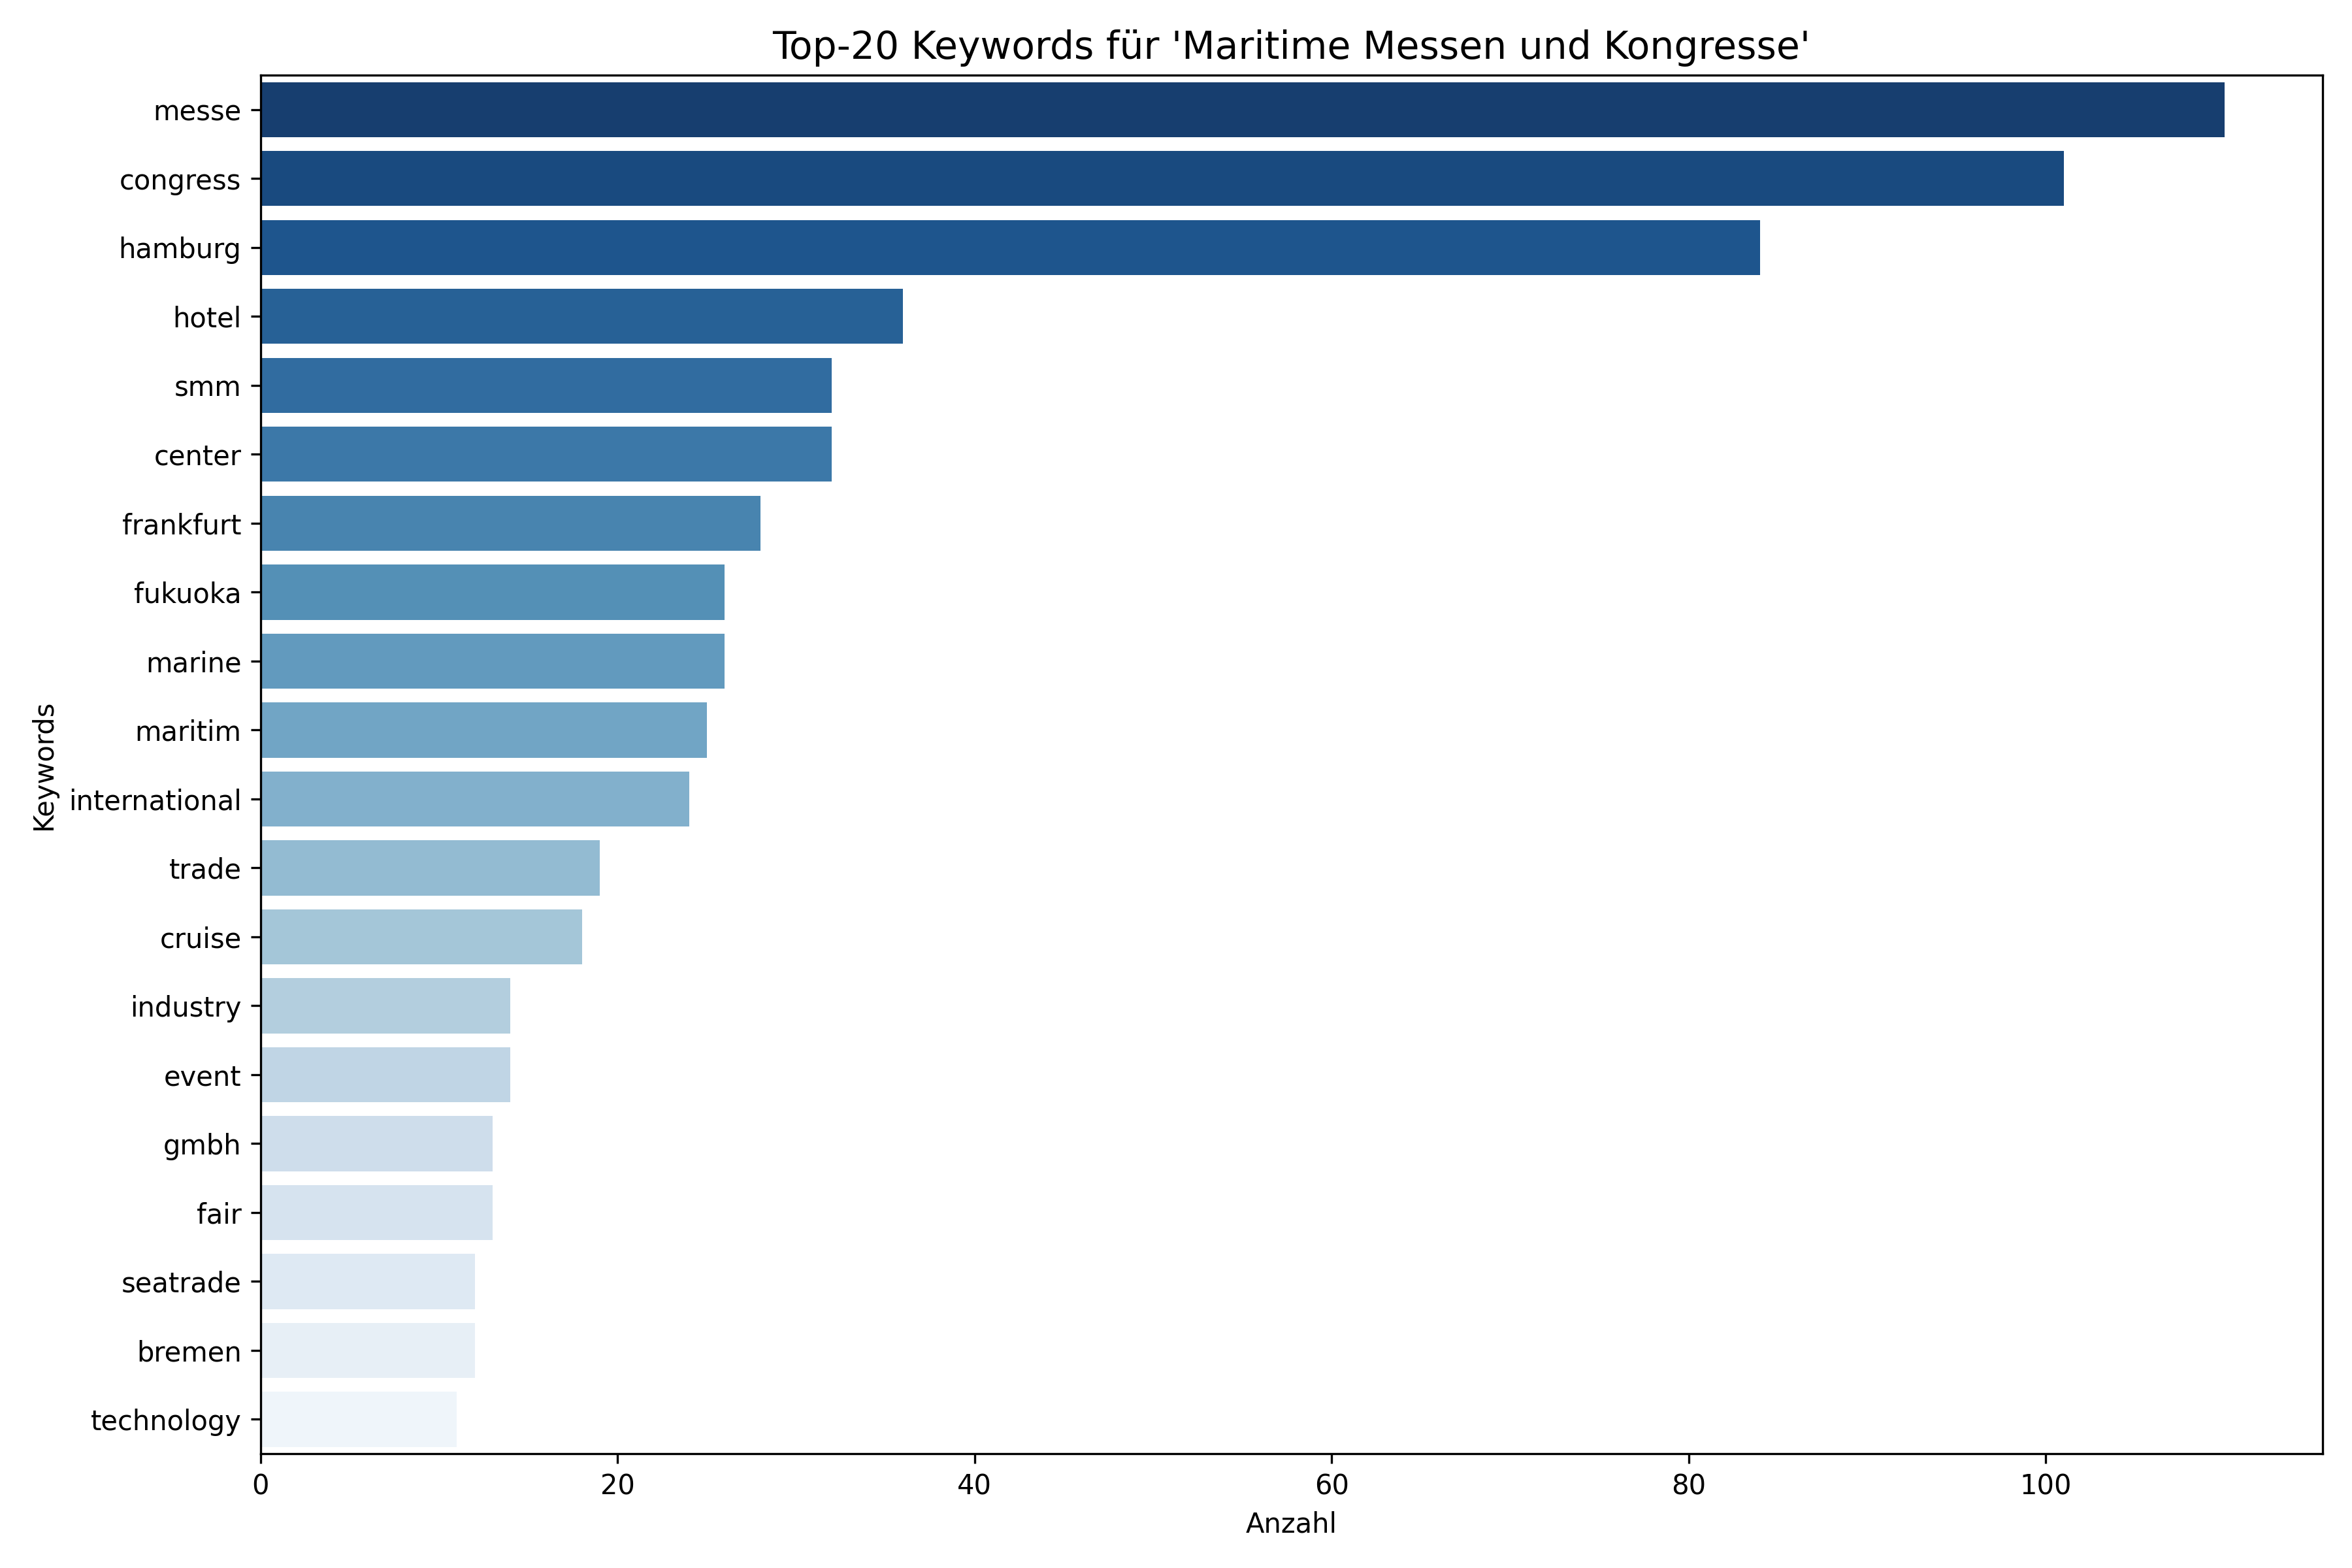 Top-20 Keywords für 'Maritime Messen und Kongresse'
messe
congress
hamburg
hotel
smm
center
frankfurt
fukuoka
marine
maritim
international
trade
cruise
industry
event
gmbh
fair
seatrade
bremen
technology
Keywords
0 20 40 60 80 100
Anzahl